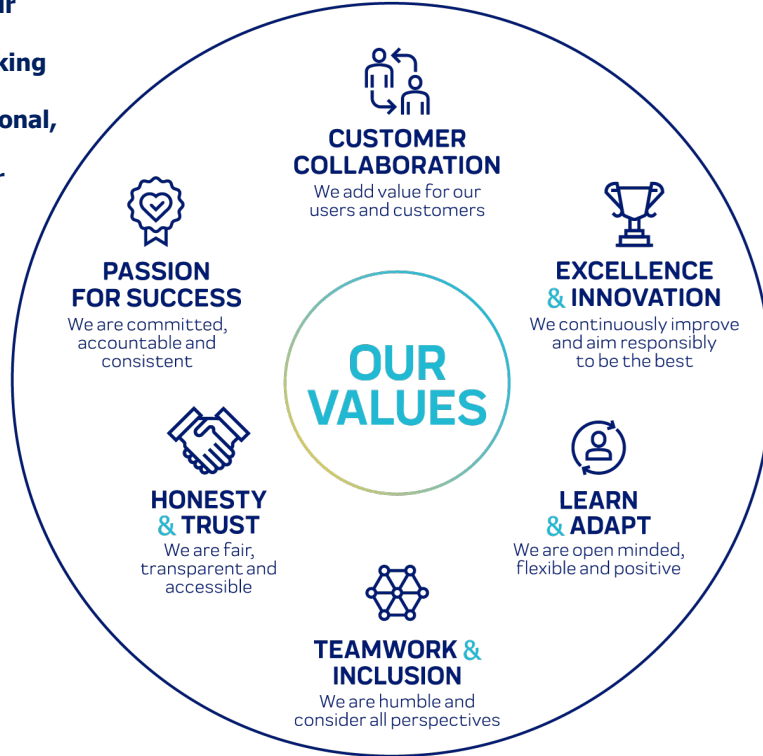 CUSTOMER
COLLABORATION
We add value for our
users and customers
EXCELLENCE
& INNOVATION
We continuously improve
and aim responsibly
to be the best
LEARN
& ADAPT
We are open minded,
flexible and positive
TEAMWORK &
INCLUSION
We are humble and
consider all perspectives
HONESTY
& TRUST
We are fair,
transparent and
accessible
PASSION
FOR SUCCESS
We are committed,
accountable and
consistent
OUR
VALUES